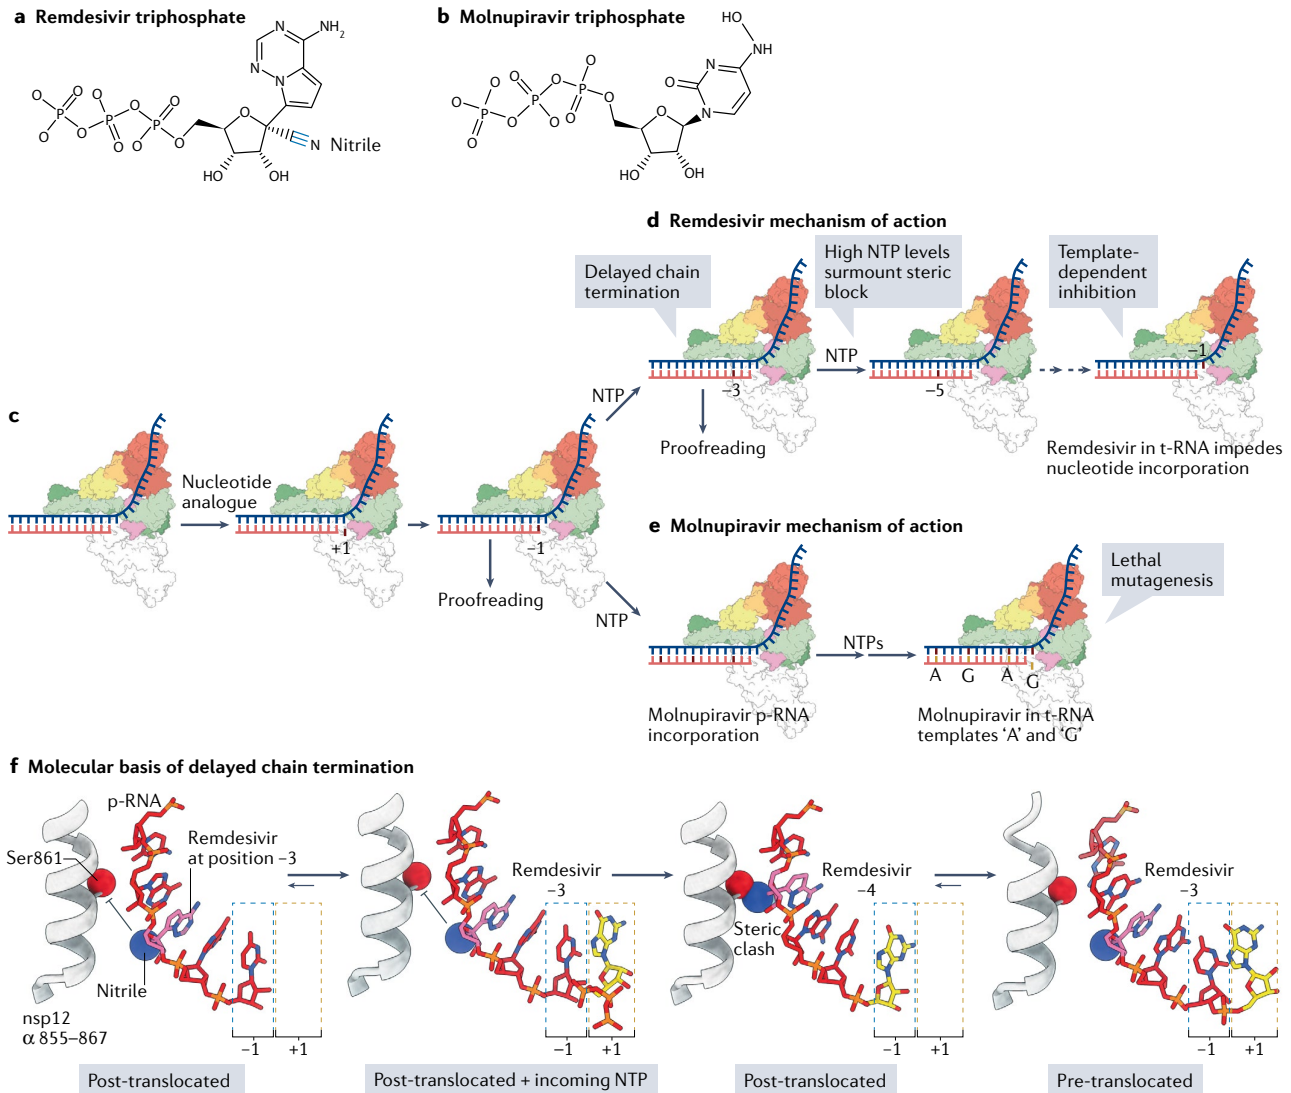 a Remdesivir triphosphate
N
NH2
N
N
O
O
P
O
O
O
P
O
O
O
P
O
O
O
N
Nitrile
HO
OH
b Molnupiravir triphosphate
HO
NH
N
O
N
O
O
P
O
O
O
P
O
O
O
P
O
O
O
HO
OH
c
Nucleotide
analogue
+1
−1
Proofreading
NTP
NTP
d Remdesivir mechanism of action
Delayed chain
termination
−3
Proofreading
High NTP levels
surmount steric
block
NTP
−5
Template-
dependent
inhibition
−1
Remdesivir in t-RNA impedes
nucleotide incorporation
e Molnupiravir mechanism of action
Molnupiravir p-RNA
incorporation
NTPs
Lethal
mutagenesis
A G A G
Molnupiravir in t-RNA
templates ‘A’ and ‘G’
f Molecular basis of delayed chain termination
p-RNA
Ser861
Remdesivir
at position −3
Nitrile
nsp12
α 855–867
−1 +1
Post-translocated
Remdesivir
−3
−1 +1
Post-translocated + incoming NTP
Remdesivir
−4
Steric
clash
−1 +1
Post-translocated
Remdesivir
−3
−1 +1
Pre-translocated